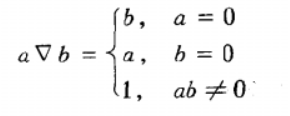 b, a = 0
a ∇ b = { a, b = 0
1, ab ≠ 0